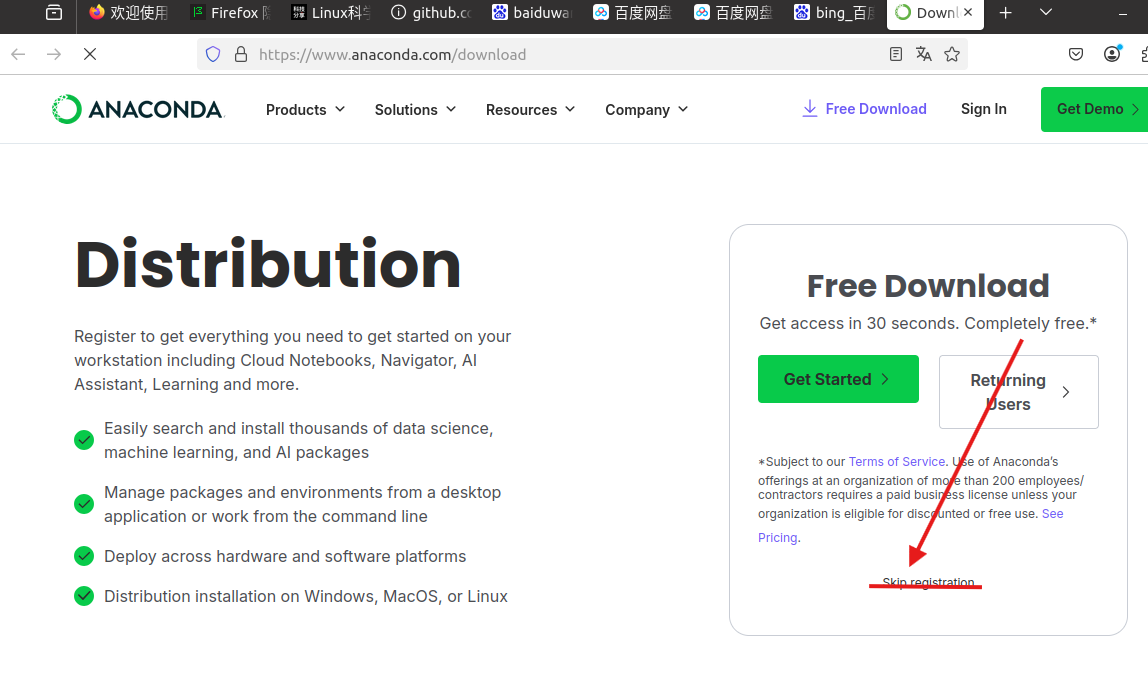 欢迎使用
Firefox 
Linux科学
github.co
baiduwa
百度网盘
百度网盘
bing_百度
Downl
https://www.anaconda.com/download
ANACONDA.
Products
Solutions
Resources
Company
Free Download
Sign In
Get Demo
Distribution
Register to get everything you need to get started on your
workstation including Cloud Notebooks, Navigator, AI
Assistant, Learning and more.
Easily search and install thousands of data science,
machine learning, and AI packages
Manage packages and environments from a desktop
application or work from the command line
Deploy across hardware and software platforms
Distribution installation on Windows, MacOS, or Linux
Free Download
Get access in 30 seconds. Completely free.*
Get Started
Returning
Users
*Subject to our Terms of Service. Use of Anaconda’s
offerings at an organization of more than 200 employees/
contractors requires a paid business license unless your
organization is eligible for discounted or free use. See
Pricing.
Skip registration